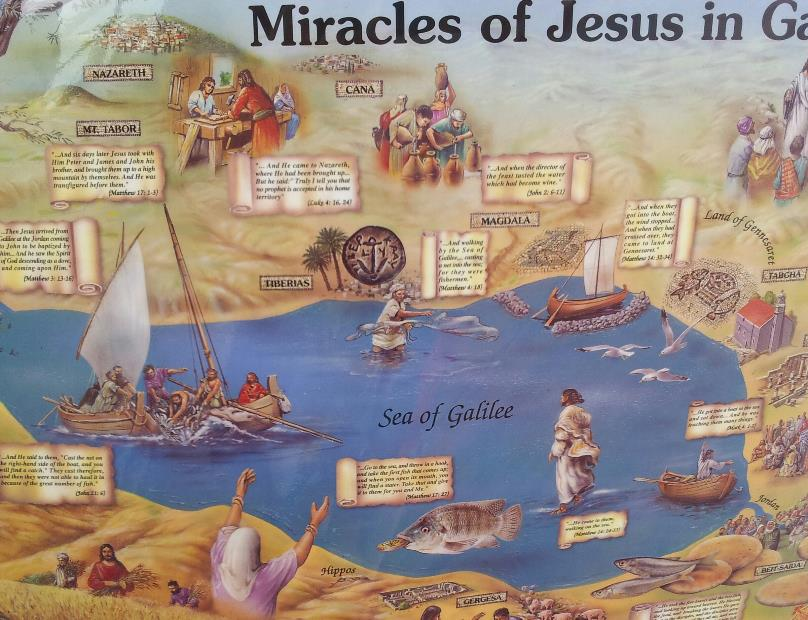 Miracles of Jesus in Ga
NAZARETH
CANA
MT. TABOR
"...And six days later Jesus took with
Him Peter and James and John his
brother, and brought them up to a high
mountain by themselves. And He was
transfigured before them."
(Matthew 17: 1-3)
"... And He came to Nazareth,
where He had been brought up...
But he said:" Truly I tell you that
no prophet is accepted in his home
territory"
(Luke 4: 16, 24)
"...And when the director of
the feast tasted the water
which had become wine."
(John 2: 6-11)
MAGDALA
"...And when they
got into the boat,
the wind stopped...
And when they had
crossed over, they
came to land at
Gennesaret."
(Matthew 14: 32-34)
Land of Gennesaret
TABGHA
...Then Jesus arrived from
Galilee at the Jordan coming
to John to be baptized by
him... And he saw the Spirit
of God descending as a dove,
and coming upon Him."
(Matthew 3: 13-16)
TIBERIAS
"...And walking
by the Sea of
Galilee... casting
a net into the sea;
for they were
fishermen."
(Matthew 4: 18)
Sea of Galilee
"...He got into a boat in the sea
and sat down... And he was
teaching them many things."
"...And He said to them, "Cast the net on
the right-hand side of the boat, and you
will find a catch." They cast therefore,
and then they were not able to haul it in
because of the great number of fish."
(John 21: 6)
"...Go to the sea, and throw in a hook,
and take the first fish that comes up;
and when you open its mouth, you
will find a stater. Take that and give
it to them for you and Me."
(Matthew 17: 27)
"...He came to them,
walking on the sea."
Jordan
Hippos
GERGESA
BEIT-SAIDA